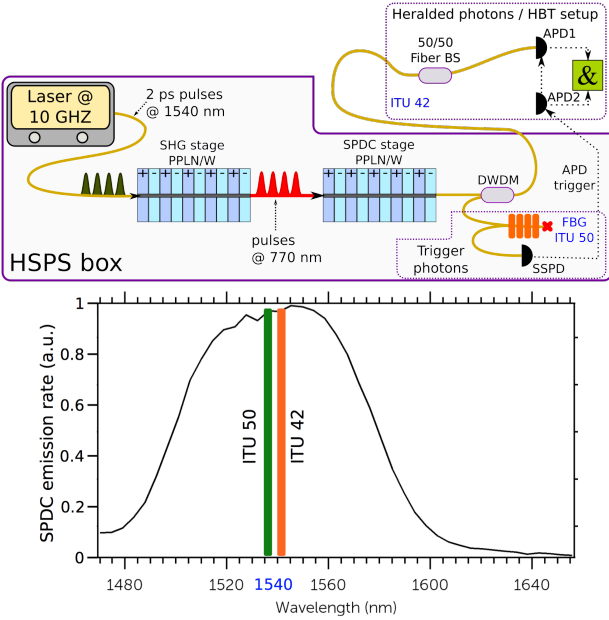 Heralded photons / HBT setup
50/50
Fiber BS
APD1
APD2
&
ITU 42
Laser @
10 GHZ
2 ps pulses
@ 1540 nm
SHG stage
PPLN/W
+ - + - + - + - + -
SPDC stage
PPLN/W
+ - + - + - + - + -
DWDM
APD
trigger
pulses
@ 770 nm
FBG
ITU 50
Trigger
photons
SSPD
HSPS box
SPDC emission rate (a.u.)
1
0.8
0.6
0.4
0.2
0
ITU 50
ITU 42
1480 1520 1540 1560 1600 1640
Wavelength (nm)